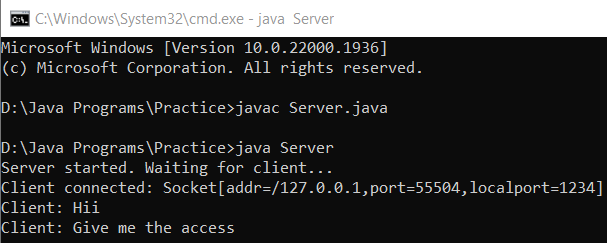 C:\Windows\System32\cmd.exe - java  Server
Microsoft Windows [Version 10.0.22000.1936]
(c) Microsoft Corporation. All rights reserved.
D:\Java Programs\Practice>javac Server.java
D:\Java Programs\Practice>java Server
Server started. Waiting for client...
Client connected: Socket[addr=/127.0.0.1,port=55504,localport=1234]
Client: Hii
Client: Give me the access